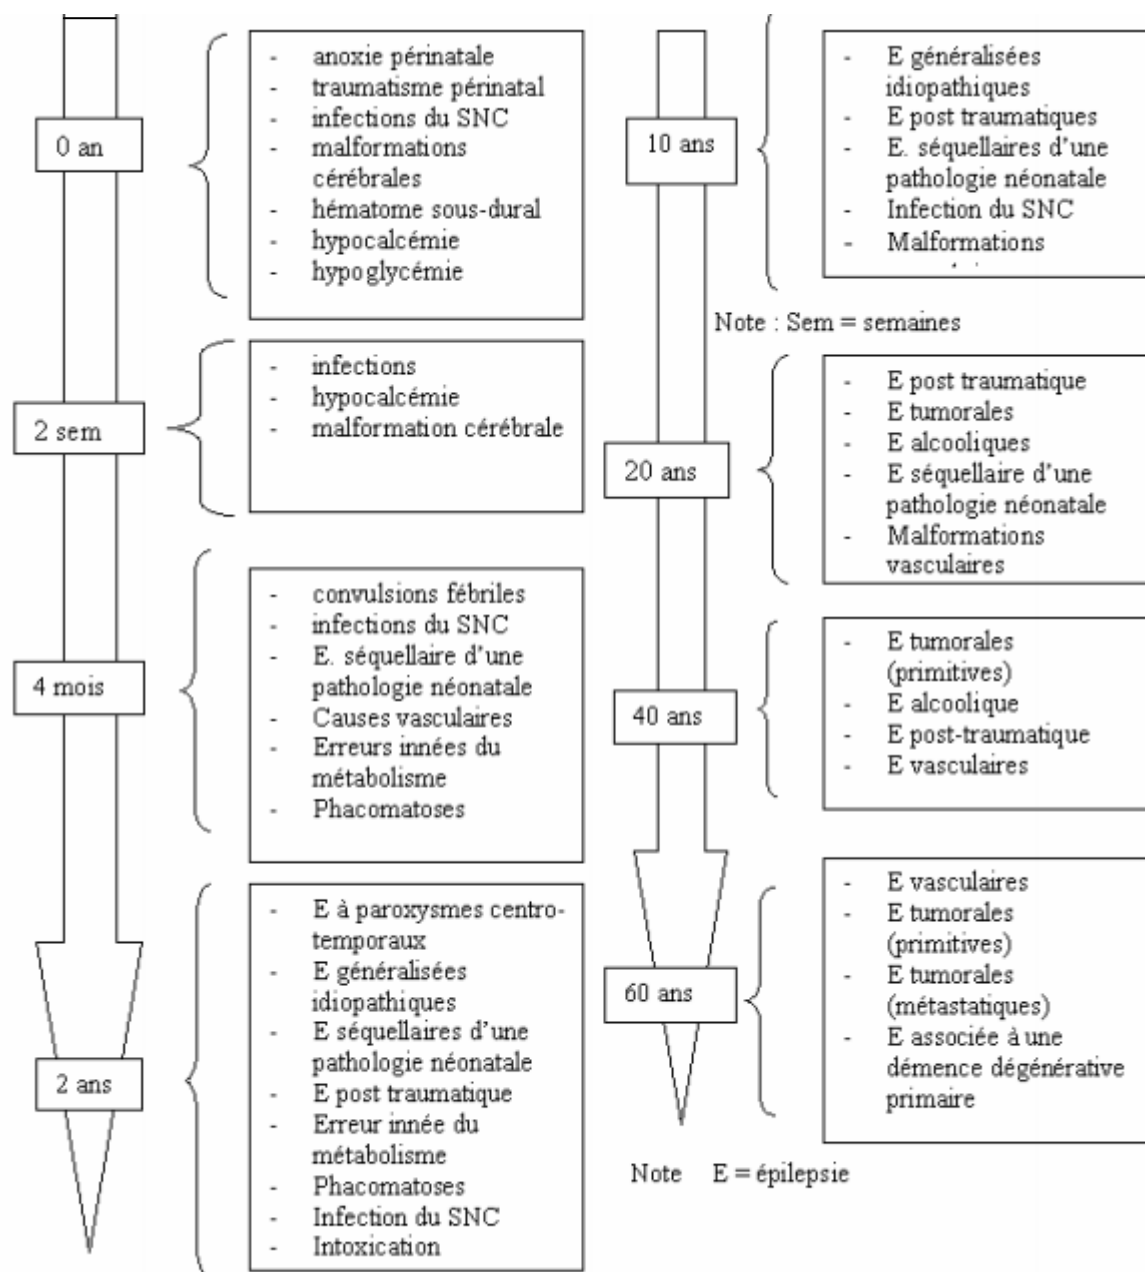 0 an
- anoxie périnatale
- traumatisme périnatal
- infections du SNC
- malformations
cérébrales
- hématome sous-dural
- hypocalcémie
- hypoglycémie
2 sem
- infections
- hypocalcémie
- malformation cérébrale
4 mois
- convulsions fébriles
- infections du SNC
- E. séquellaire d'une
pathologie néonatale
- Causes vasculaires
- Erreurs innées du
métabolisme
- Phacomatoses
2 ans
- E à paroxysmes centro-
temporaux
- E généralisées
idiopathiques
- E séquellaires d'une
pathologie néonatale
- E post traumatique
- Erreur innée du
métabolisme
- Phacomatoses
- Infection du SNC
- Intoxication
10 ans
- E généralisées
idiopathiques
- E post traumatiques
- E. séquellaires d'une
pathologie néonatale
- Infection du SNC
- Malformations
Note : Sem = semaines
20 ans
- E post traumatique
- E tumorales
- E alcooliques
- E séquellaire d'une
pathologie néonatale
- Malformations
vasculaires
40 ans
- E tumorales
(primitives)
- E alcoolique
- E post-traumatique
- E vasculaires
60 ans
- E vasculaires
- E tumorales
(primitives)
- E tumorales
(métastatiques)
- E associée à une
démence dégénérative
primaire
Note E = épilepsie